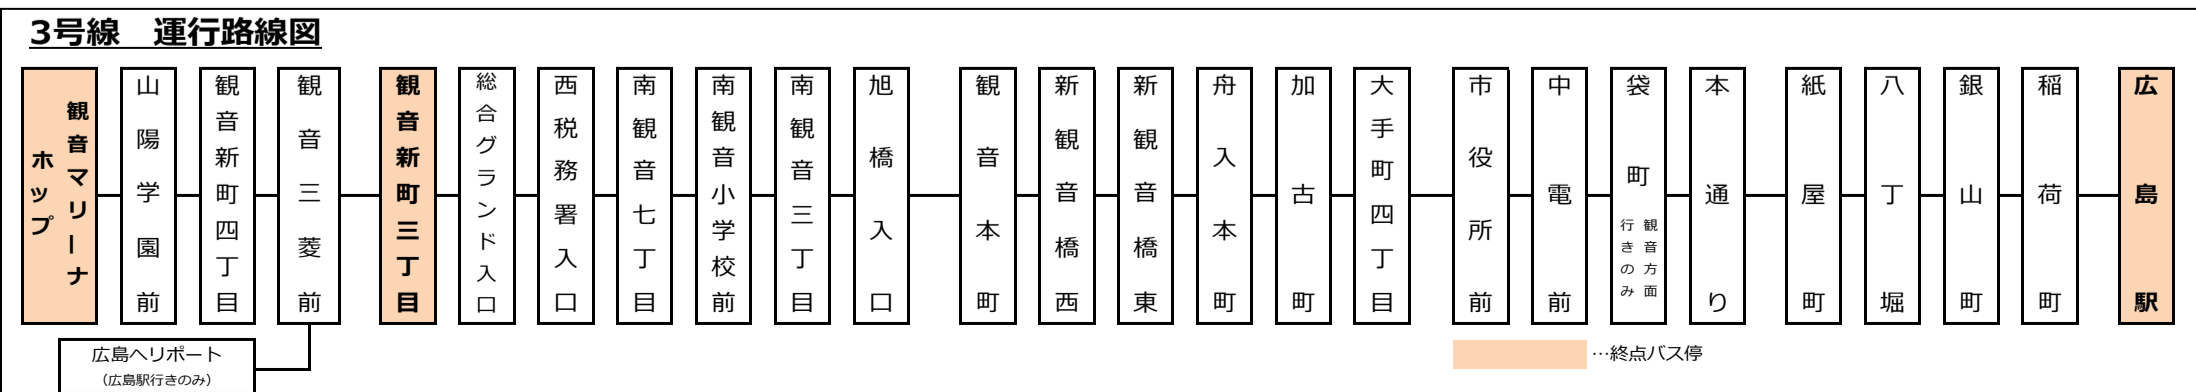 3号線　運行路線図
観音マリーナ
ホップ
山陽学園前
観音新町四丁目
観音三菱前
観音新町三丁目
総合グランド入口
西税務署入口
南観音七丁目
南観音小学校前
南観音三丁目
旭橋入口
観音本町
新観音橋西
新観音橋東
舟入本町
加古町
大手町四丁目
市役所前
中電前
袋町
観音方面
行きのみ
本通り
紙屋町
八丁堀
銀山町
稲荷町
広島駅
広島ヘリポート
（広島駅行きのみ）
…終点バス停